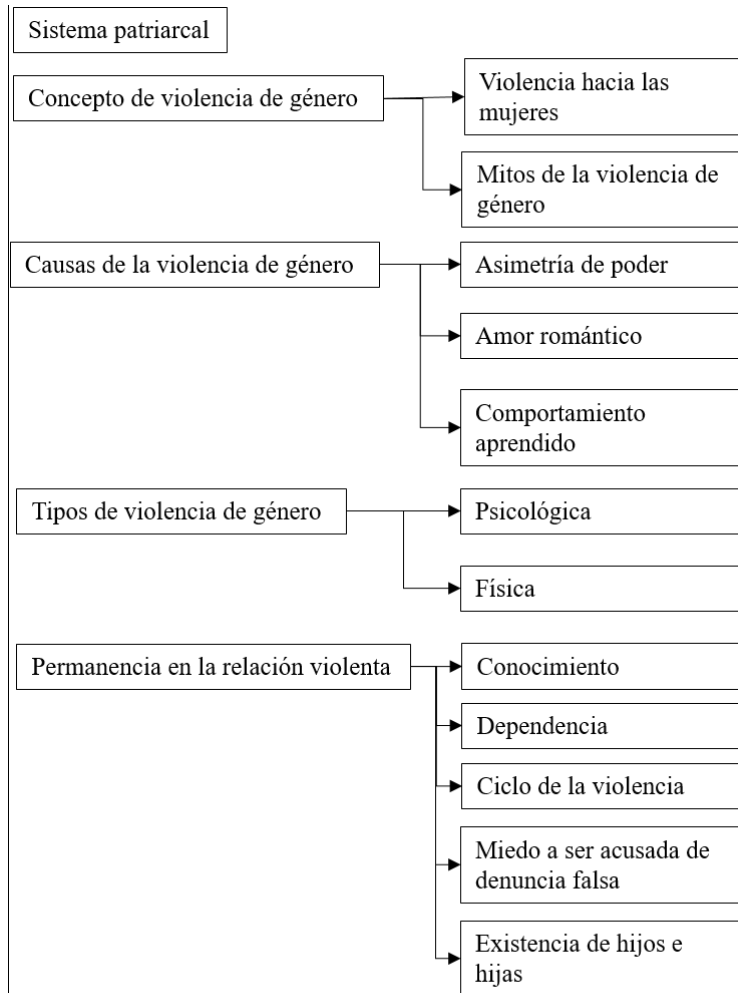 Sistema patriarcal
Concepto de violencia de género
Violencia hacia las
mujeres
Mitos de la violencia de
género
Causas de la violencia de género
Asimetría de poder
Amor romántico
Comportamiento
aprendido
Tipos de violencia de género
Psicológica
Física
Permanencia en la relación violenta
Conocimiento
Dependencia
Ciclo de la violencia
Miedo a ser acusada de
denuncia falsa
Existencia de hijos e
hijas